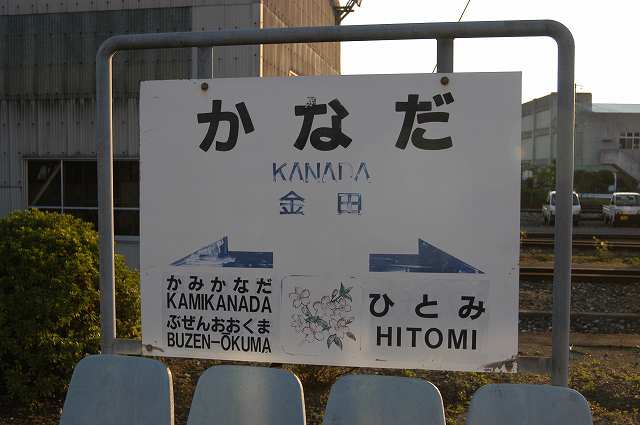 かなだ
KANADA
金田
かみかなだ
KAMIKANADA
ぶぜんおおくま
BUZEN-ŌKUMA
ひとみ
HITOMI